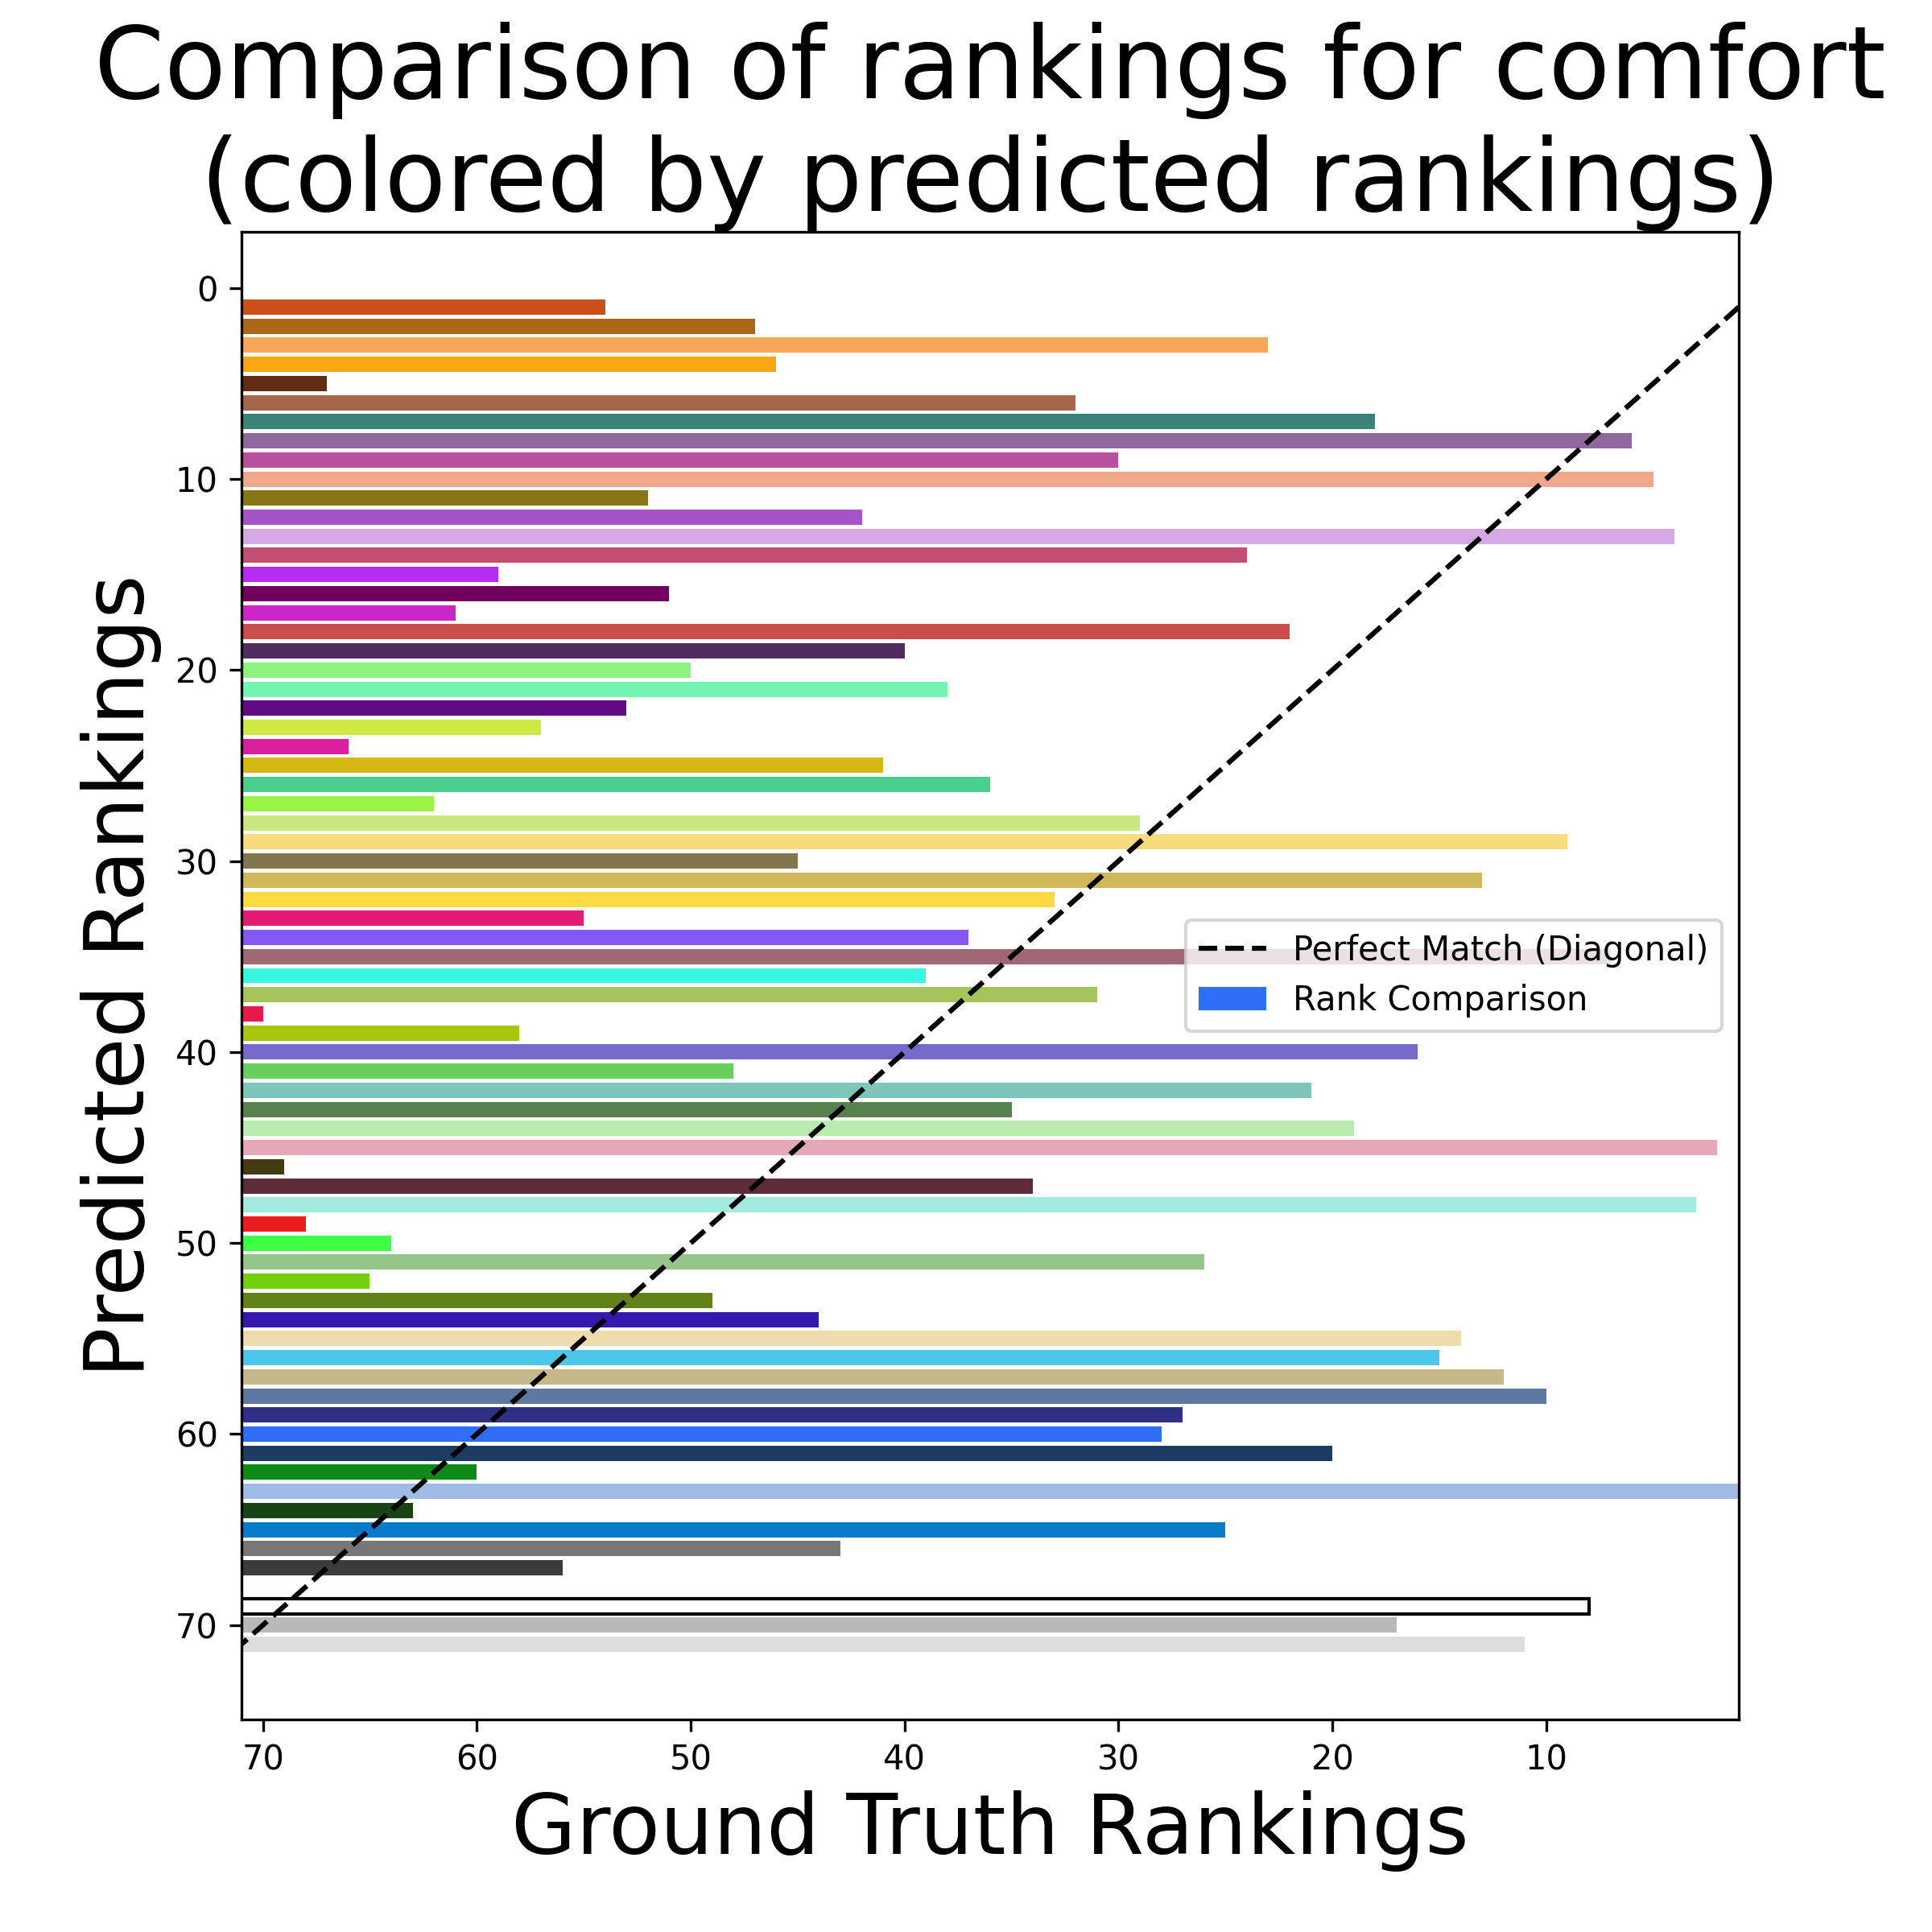 Comparison of rankings for comfort
(colored by predicted rankings)
Predicted Rankings
0
10
20
30
40
50
60
70
Perfect Match (Diagonal)
Rank Comparison
70 60 50 40 30 20 10
Ground Truth Rankings